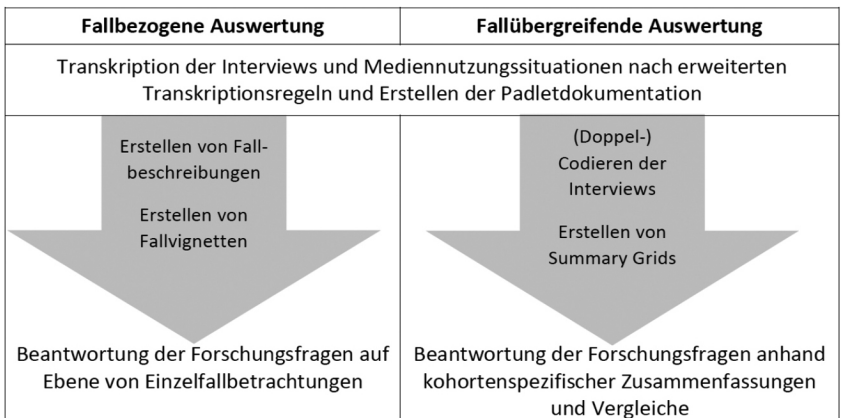 Fallbezogene Auswertung
Fallübergreifende Auswertung
Transkription der Interviews und Mediennutzungssituationen nach erweiterten
Transkriptionsregeln und Erstellen der Padletdokumentation
Erstellen von Fall-
beschreibungen
Erstellen von
Fallvignetten
(Doppel-)
Codieren der
Interviews
Erstellen von
Summary Grids
Beantwortung der Forschungsfragen auf
Ebene von Einzelfallbetrachtungen
Beantwortung der Forschungsfragen anhand
kohortenspezifischer Zusammenfassungen
und Vergleiche